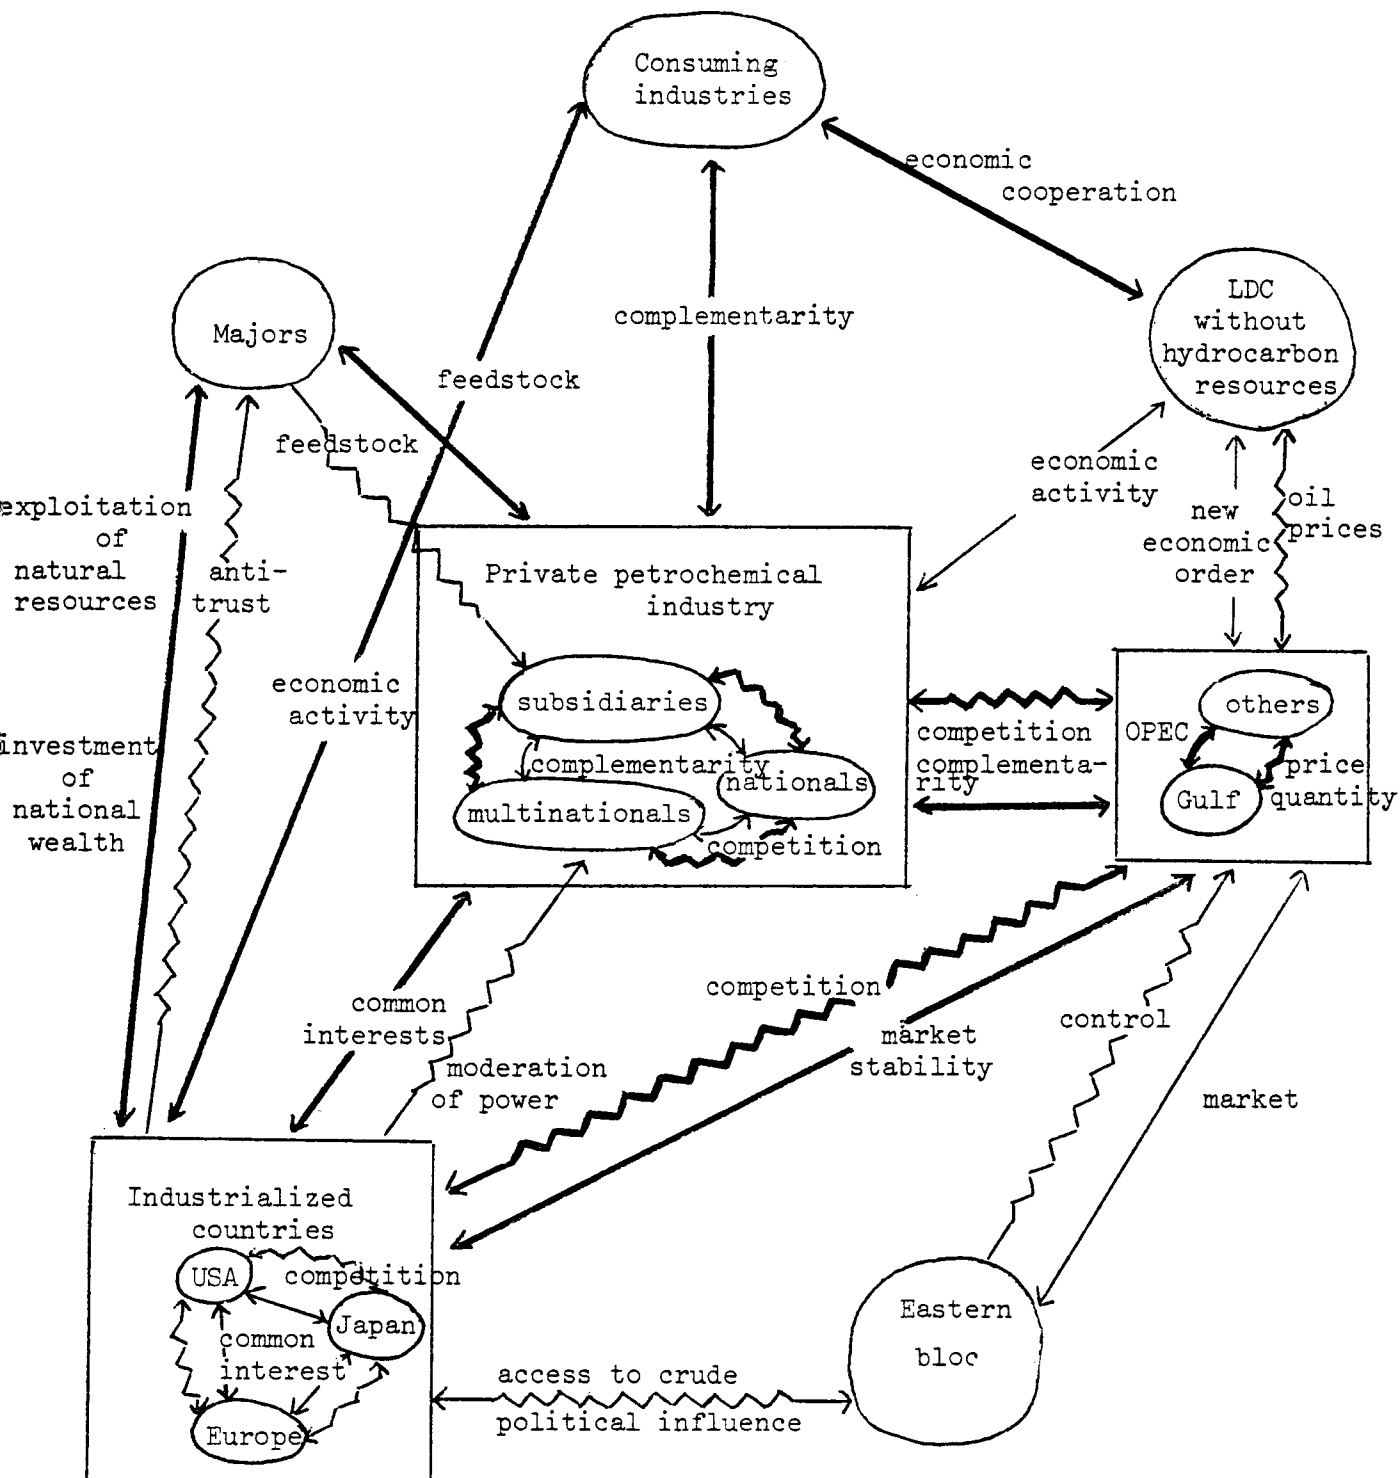 Consuming
industries
economic
cooperation
LDC
without
hydrocarbon
resources
Majors
complementarity
feedstock
feedstock
economic
activity
exploitation
of
natural
resources
anti-
trust
new
economic
order
oil
prices
Private petrochemical
industry
subsidiaries
complementarity
nationals
multinationals
competition
economic
activity
investment
of
national
wealth
competition
complementa-
rity
others
OPEC
Gulf
price
quantity
common
interests
moderation
of power
competition
market
stability
control
market
Industrialized
countries
USA
competition
Japan
common
interest
Europe
Eastern
bloc
access to crude
political influence